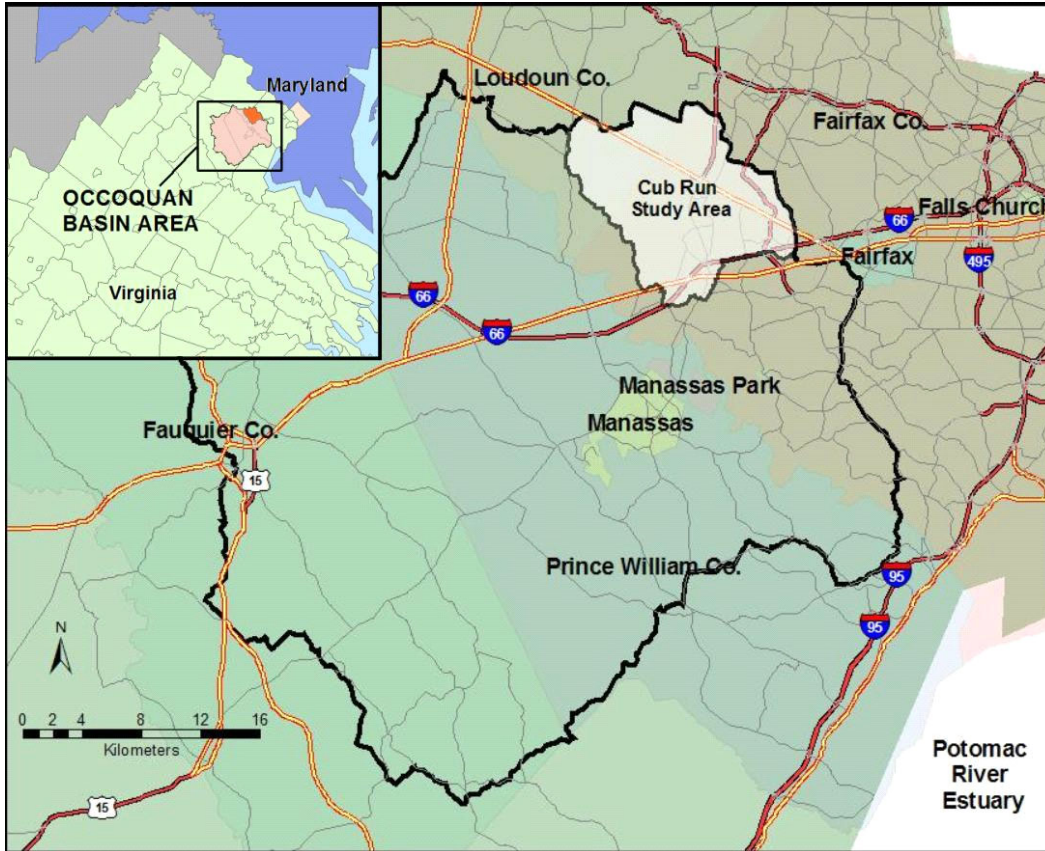 Maryland
OCCOQUAN
BASIN AREA
Virginia
Loudoun Co.
Fairfax Co.
Cub Run
Study Area
Falls Church
66
Fairfax
495
66
66
Manassas Park
Manassas
Fauquier Co.
15
Prince William Co.
95
95
N
0 2 4 8 12 16
Kilometers
15
Potomac
River
Estuary